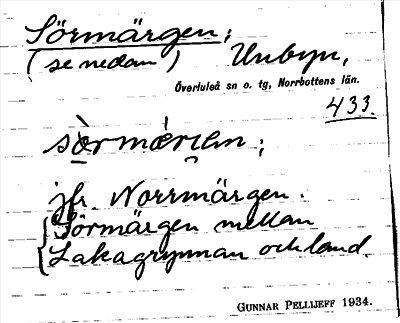 Sörmärgen;
(se nedan) Unbyn,
Överluleå sn o. tg, Norrbottens län.
433.
jfr Norrmärgen.
Sörmärgen mellan
Lakagrynnan och land.
GUNNAR PELLIJEFF 1934.